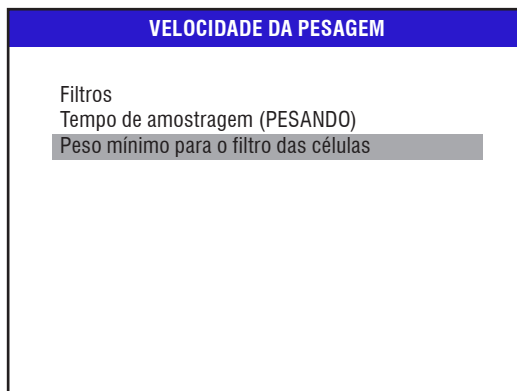 VELOCIDADE DA PESAGEM
Filtros
Tempo de amostragem (PESANDO)
Peso mínimo para o filtro das células